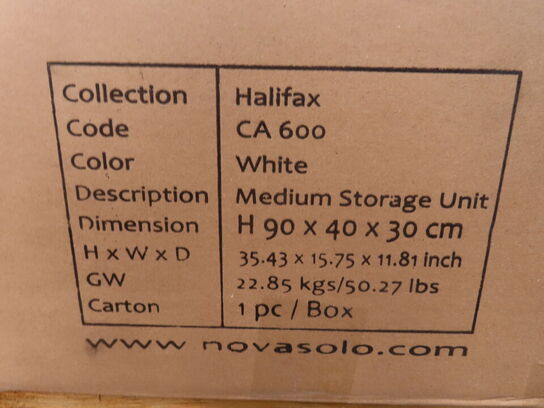 Collection Halifax
Code CA 600
Color White
Description Medium Storage Unit
Dimension H 90 x 40 x 30 cm
H x W x D 35.43 x 15.75 x 11.81 inch
GW 22.85 kgs/50.27 lbs
Carton 1 pc / Box
www novasolo.com